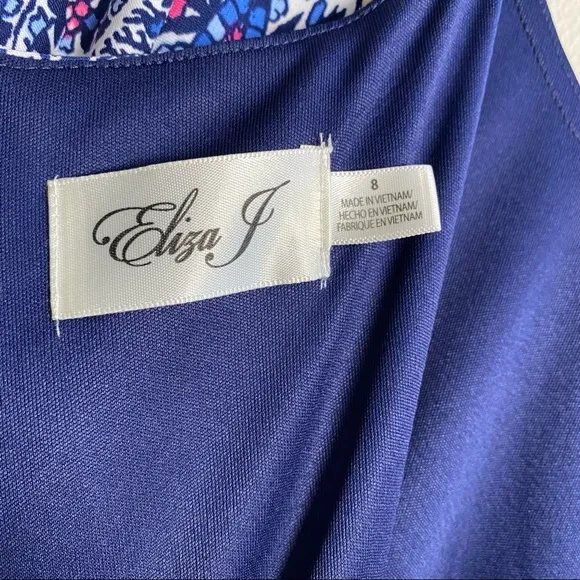 Eliza J
8
MADE IN VIETNAM/
HECHO EN VIETNAM/
FABRIQUE EN VIETNAM